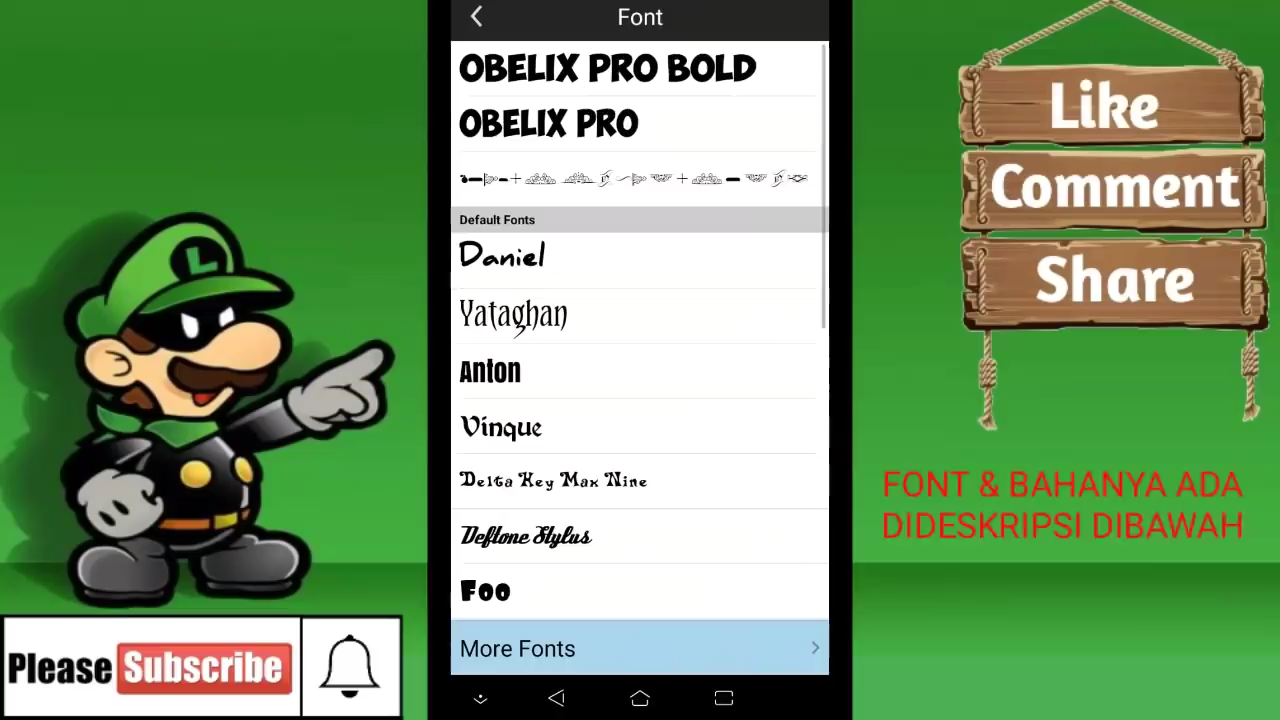 Font
OBELIX PRO BOLD
OBELIX PRO
Default Fonts
Daniel
Yataghan
Anton
Vinque
Delta Key Max Nine
Deftone Stylus
Foo
More Fonts
L
Please Subscribe
Like
Comment
Share
FONT & BAHANYA ADA
DIDESKRIPSI DIBAWAH